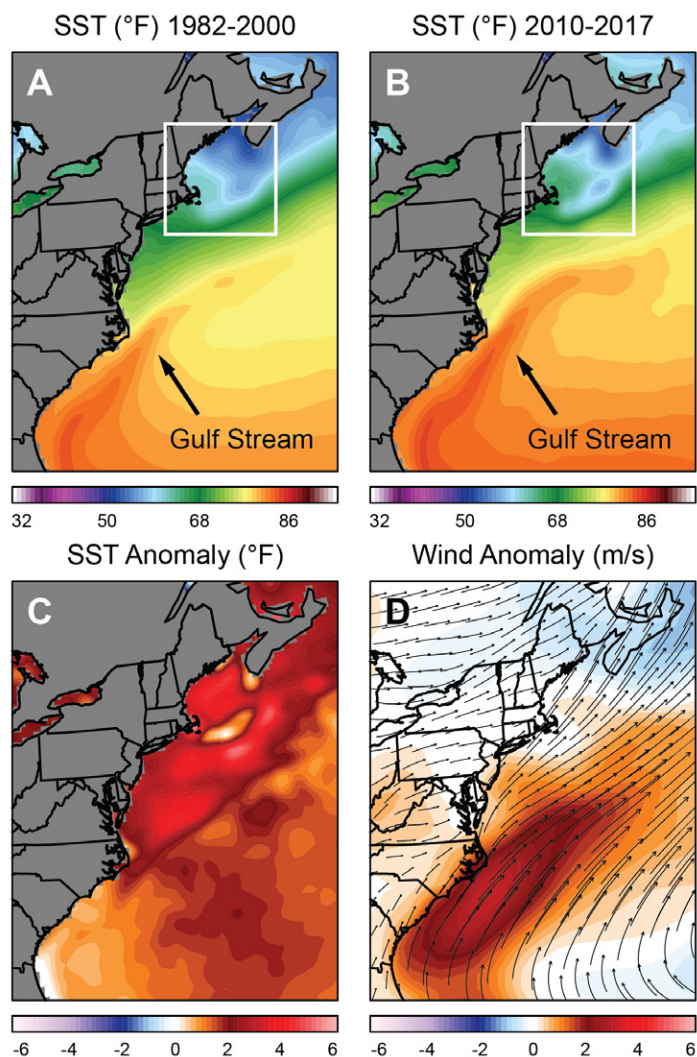 SST (°F) 1982-2000
SST (°F) 2010-2017
A
B
Gulf Stream
Gulf Stream
32 50 68 86
32 50 68 86
SST Anomaly (°F)
Wind Anomaly (m/s)
C
D
-6 -4 -2 0 2 4 6
-6 -4 -2 0 2 4 6